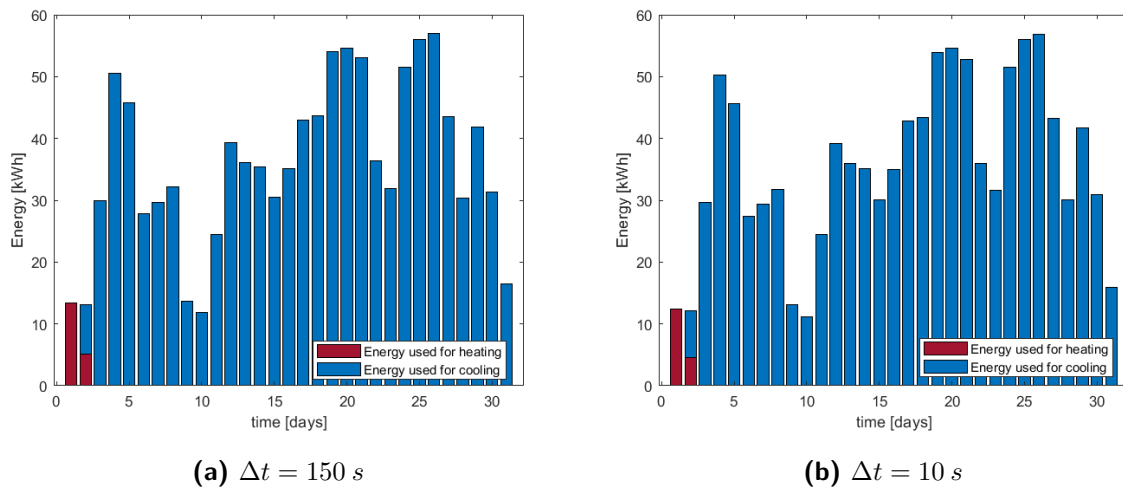 60
50
40
30
20
10
0
Energy [kWh]
0 5 10 15 20 25 30
time [days]
Energy used for heating
Energy used for cooling
(a) Δt = 150 s
60
50
40
30
20
10
0
Energy [kWh]
0 5 10 15 20 25 30
time [days]
Energy used for heating
Energy used for cooling
(b) Δt = 10 s